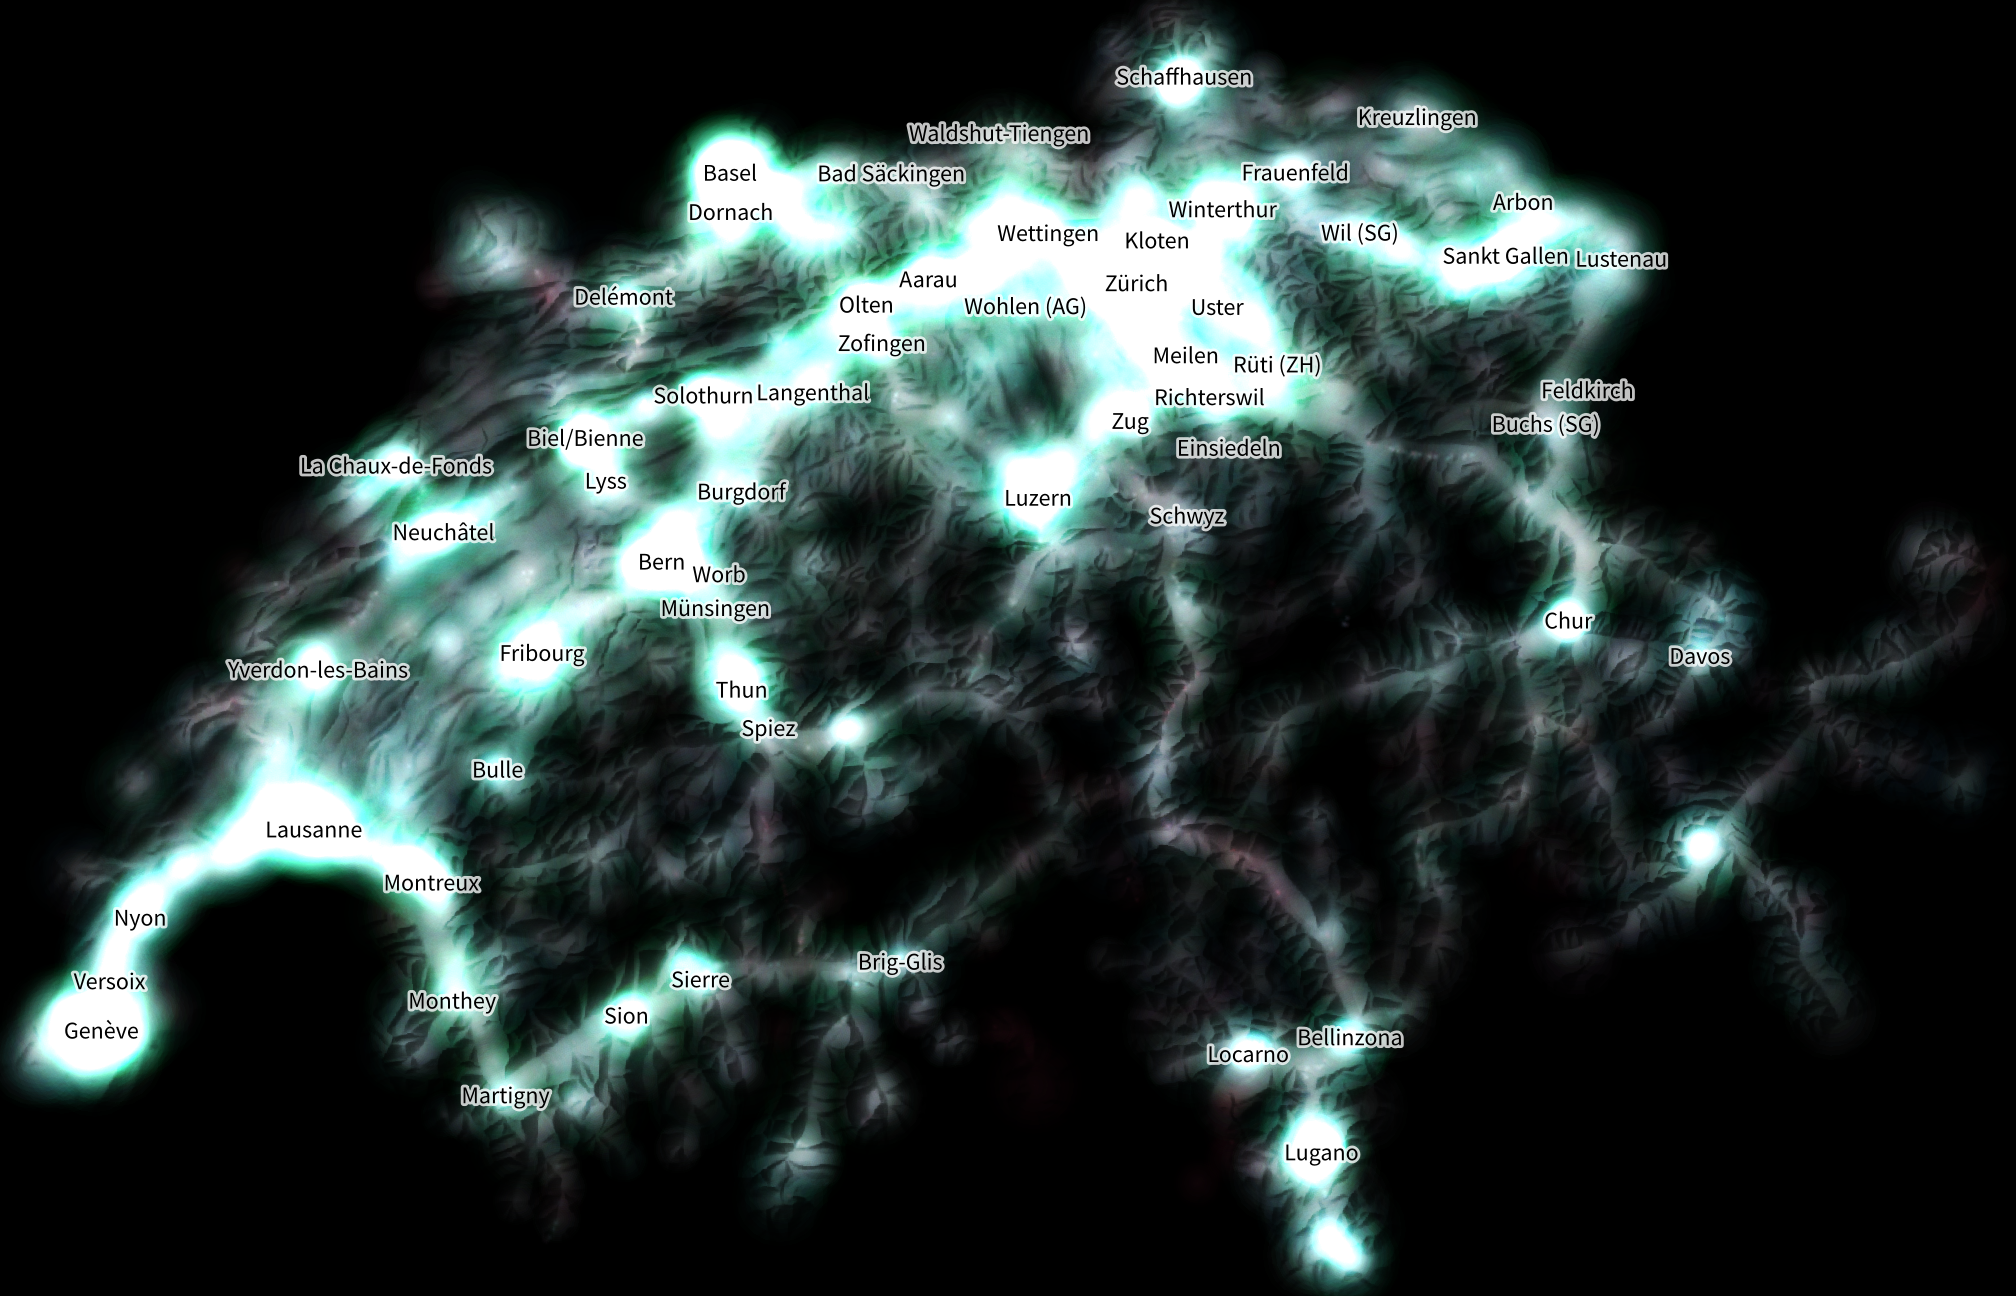 Schaffhausen
Kreuzlingen
Waldshut-Tiengen
Basel
Bad Säckingen
Frauenfeld
Dornach
Winterthur
Arbon
Wettingen
Kloten
Wil (SG)
Sankt Gallen
Lustenau
Aarau
Zürich
Delémont
Olten
Wohlen (AG)
Uster
Zofingen
Meilen
Rüti (ZH)
Solothurn
Langenthal
Richterswil
Feldkirch
Zug
Buchs (SG)
Biel/Bienne
Einsiedeln
La Chaux-de-Fonds
Lyss
Burgdorf
Luzern
Schwyz
Neuchâtel
Bern
Worb
Münsingen
Chur
Fribourg
Davos
Yverdon-les-Bains
Thun
Spiez
Bulle
Lausanne
Montreux
Nyon
Brig-Glis
Versoix
Sierre
Monthey
Sion
Genève
Bellinzona
Locarno
Martigny
Lugano